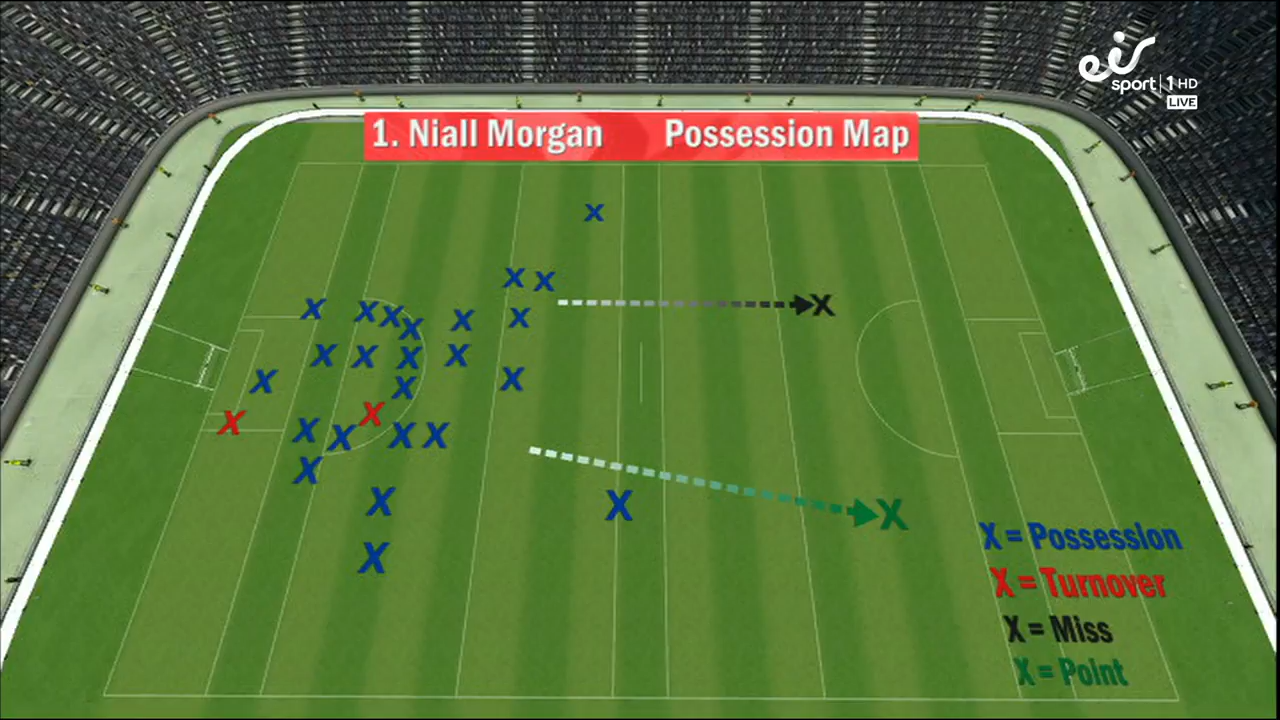 eir
sport 1 HD
LIVE
1. Niall Morgan Possession Map
X = Possession
X = Turnover
X = Miss
X = Point